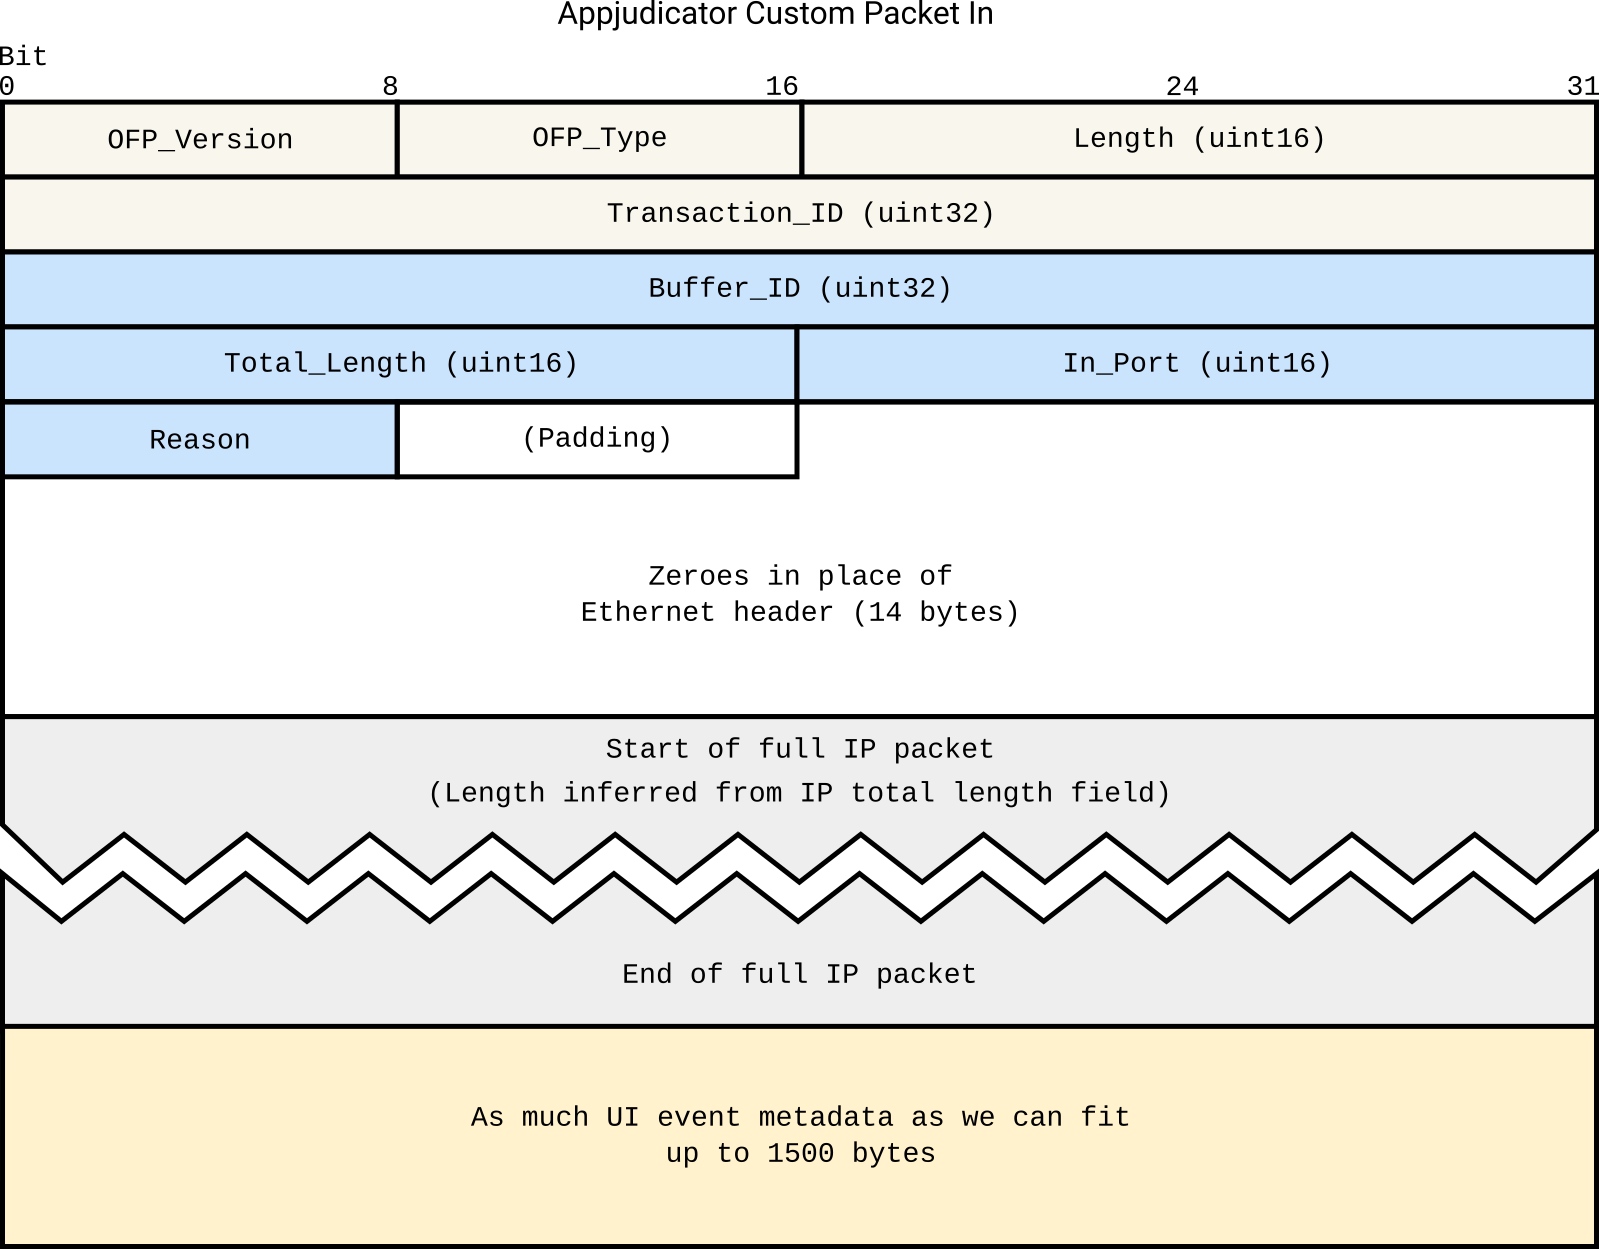 Appjudicator Custom Packet In
Bit
0 8 16 24 31
OFP_Version OFP_Type Length (uint16)
Transaction_ID (uint32)
Buffer_ID (uint32)
Total_Length (uint16) In_Port (uint16)
Reason (Padding)
Zeroes in place of
Ethernet header (14 bytes)
Start of full IP packet
(Length inferred from IP total length field)
End of full IP packet
As much UI event metadata as we can fit
up to 1500 bytes